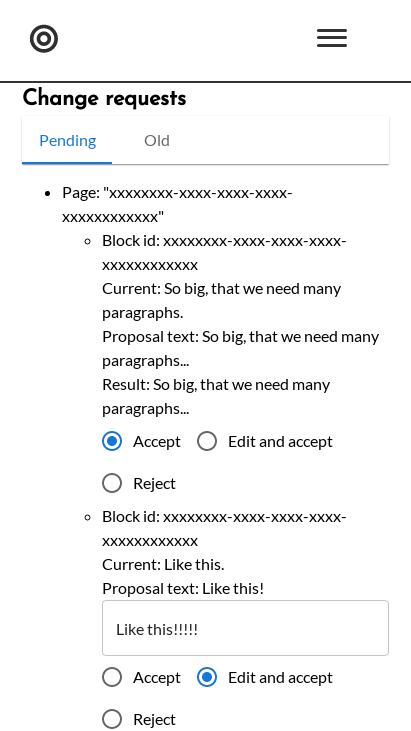 Change requests
Pending
Old
Page: "xxxxxxxx-xxxx-xxxx-xxxx-
xxxxxxxxxxxx"
Block id: xxxxxxxx-xxxx-xxxx-xxxx-
xxxxxxxxxxxx
Current: So big, that we need many
paragraphs.
Proposal text: So big, that we need many
paragraphs...
Result: So big, that we need many
paragraphs...
Accept
Edit and accept
Reject
Block id: xxxxxxxx-xxxx-xxxx-xxxx-
xxxxxxxxxxxx
Current: Like this.
Proposal text: Like this!
Like this!!!!!
Accept
Edit and accept
Reject